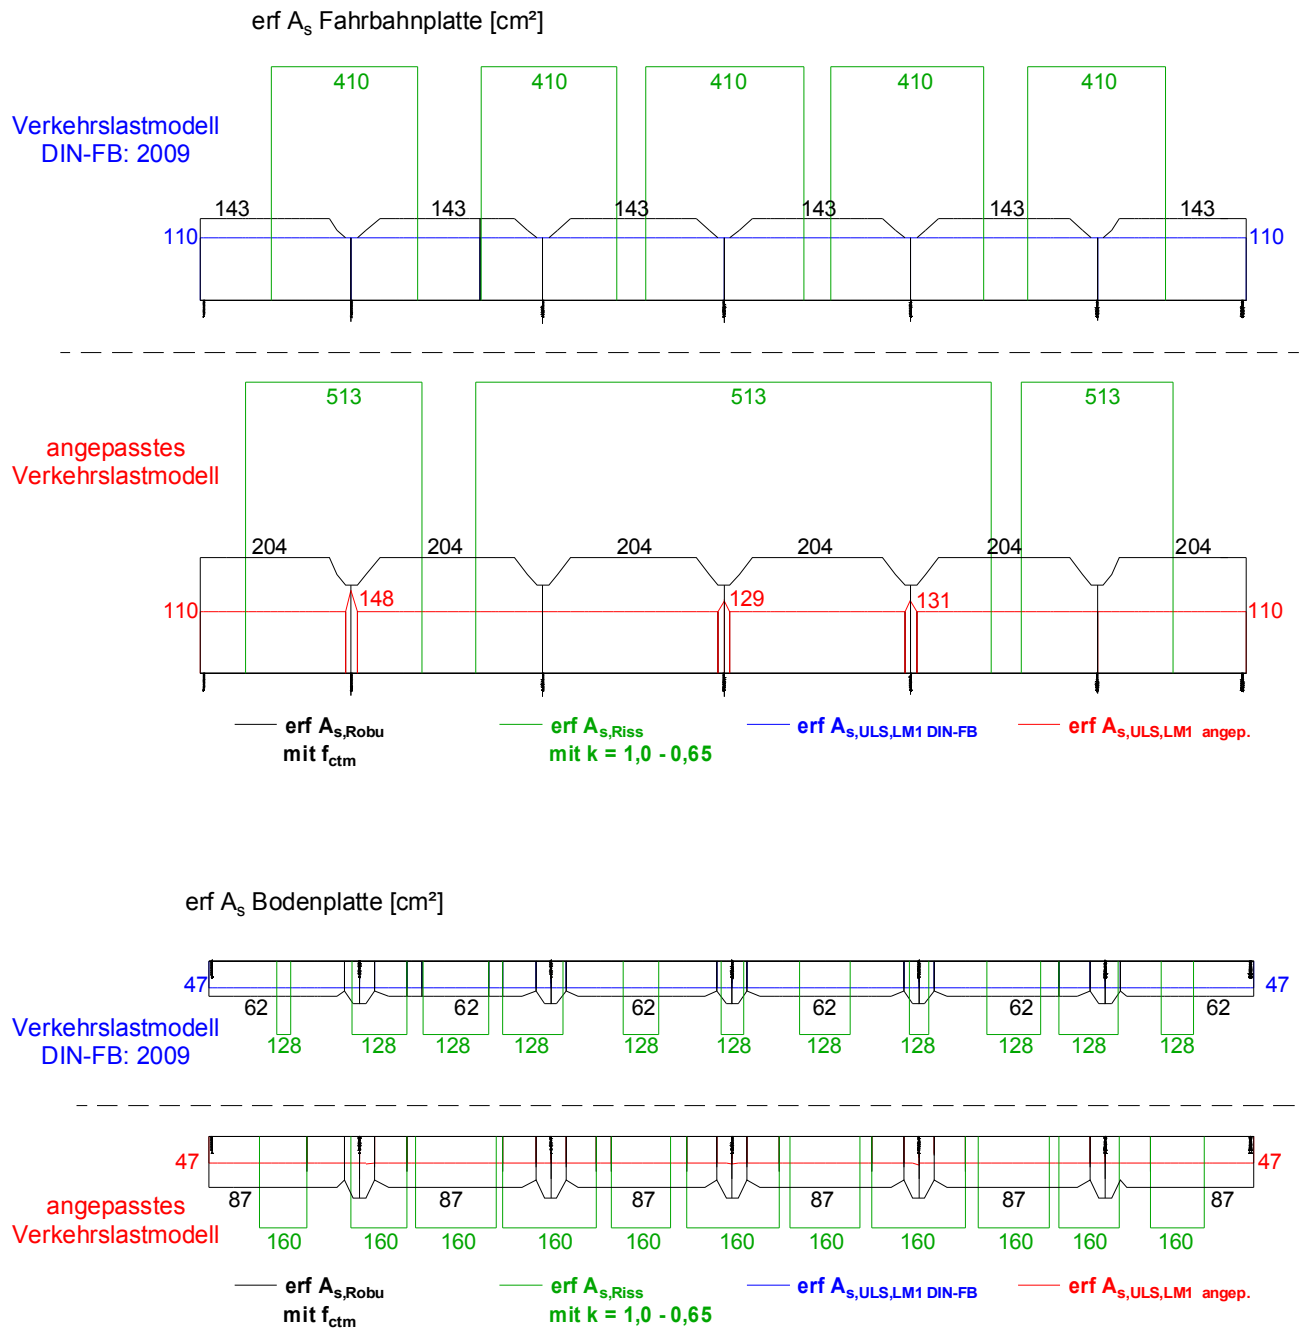 erf As Fahrbahnplatte [cm²]
410 410 410 410 410
Verkehrslastmodell
DIN-FB: 2009
143 143 143 143 143 143
110 110
513 513 513
angepasstes
Verkehrslastmodell
204 204 204 204 204 204
110 148 129 131 110
erf As,Robu erf As,Riss erf As,ULS,LM1 DIN-FB erf As,ULS,LM1 angep.
mit fctm mit k = 1,0 - 0,65
erf As Bodenplatte [cm²]
47 47
62 62 62 62 62 62
Verkehrslastmodell
DIN-FB: 2009
128 128 128 128 128 128 128 128 128 128 128
47 47
87 87 87 87 87 87
angepasstes
Verkehrslastmodell
160 160 160 160 160 160 160 160 160 160 160
erf As,Robu erf As,Riss erf As,ULS,LM1 DIN-FB erf As,ULS,LM1 angep.
mit fctm mit k = 1,0 - 0,65